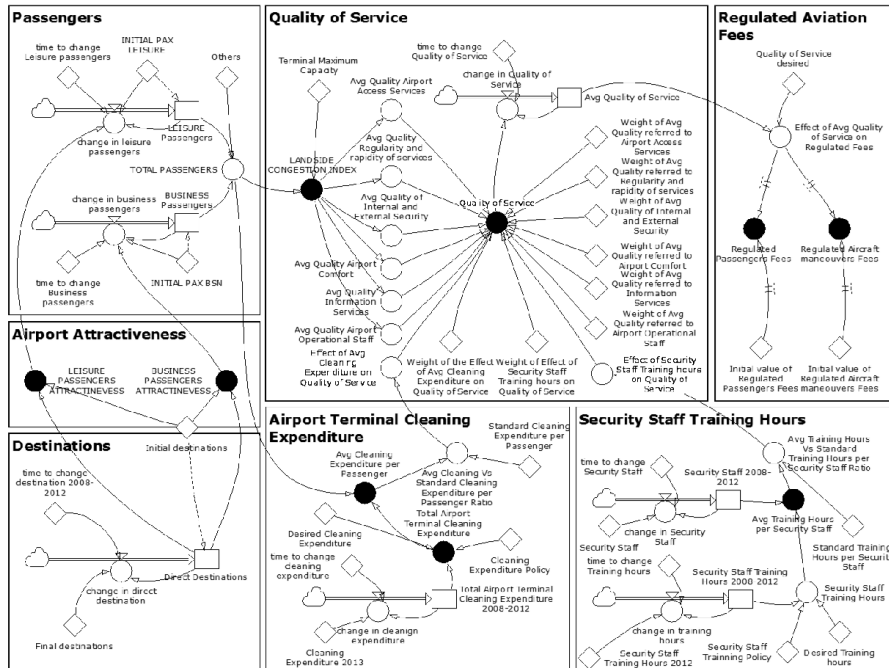 Passengers
time to change
Leisure passengers
INITIAL PAX
LEISURE
Others
LEISURE
Passengers
change in leisure
passengers
TOTAL PASSENGERS
change in business
passengers
BUSINESS
Passengers
time to change
Business
passengers
INITIAL PAX BSN
Airport Attractiveness
LEISURE
PASSENGERS
ATTRACTINEVESS
BUSINESS
PASSENGERS
ATTRACTINEVESS
Destinations
Initial destinations
time to change
destination 2008-
2012
Direct Destinations
change in direct
destination
Final destinations
Quality of Service
Terminal Maximum
Capacity
time to change
Quality of Service
change in Quality of
Service
Avg Quality of Service
Avg Quality Airport
Access Services
Avg Quality
Regularity and
rapidity of services
LANDSIDE
CONGESTION INDEX
Avg Quality of
Internal and
External Security
Avg Quality Airport
Comfort
Avg Quality
Information
Services
Avg Quality Airport
Operational Staff
Effect of Avg
Cleaning
Expenditure on
Quality of Service
Quality of Service
Weight of Avg
Quality referred to
Airport Access
Services
Weight of Avg
Quality referred to
Regularity and
rapidity of services
Weight of Avg
Quality of Internal
and External
Security
Weight of Avg
Quality referred to
Airport Comfort
Weight of Avg
Quality referred to
Information
Services
Weight of Avg
Quality referred to
Airport Operational
Staff
Weight of the Effect
of Avg Cleaning
Expenditure on
Quality of Service
Weight of Effect of
Security Staff
Training hours on
Quality of Service
Effect of Security
Staff Training hours
on Quality of
Service
Regulated Aviation
Fees
Quality of Service
desired
Effect of Avg Quality
of Service on
Regulated Fees
Regulated
Passengers Fees
Regulated Aircraft
maneouvers Fees
Initial value of
Regulated
Passengers Fees
Initial value of
Regulated Aircraft
maneouvers Fees
Airport Terminal Cleaning
Expenditure
Standard Cleaning
Expenditure per
Passenger
Avg Cleaning
Expenditure per
Passenger
Avg Cleaning Vs
Standard Cleaning
Expenditure per
Passenger Ratio
Total Airport
Terminal Cleaning
Expenditure
Desired Cleaning
Expenditure
time to change
cleaning
expenditure
Cleaning
Expenditure Policy
Total Airport Terminal
Cleaning Expenditure
2008-2012
change in cleaign
expenditure
Cleaning
Expenditure 2013
Security Staff Training Hours
Avg Training Hours
Vs Standard
Training Hours per
Security Staff Ratio
time to change
Security Staff
Security Staff 2008-
2012
change in Security
Staff
Security Staff
Avg Training Hours
per Security Staff
Standard Training
Hours per Security
Staff
time to change
Training hours
Security Staff Training
Hours 2008-2012
Security Staff
Training Hours
change in training
hours
Security Staff
Training Hours 2012
Security Staff
Trainning Policy
Desired Training
hours